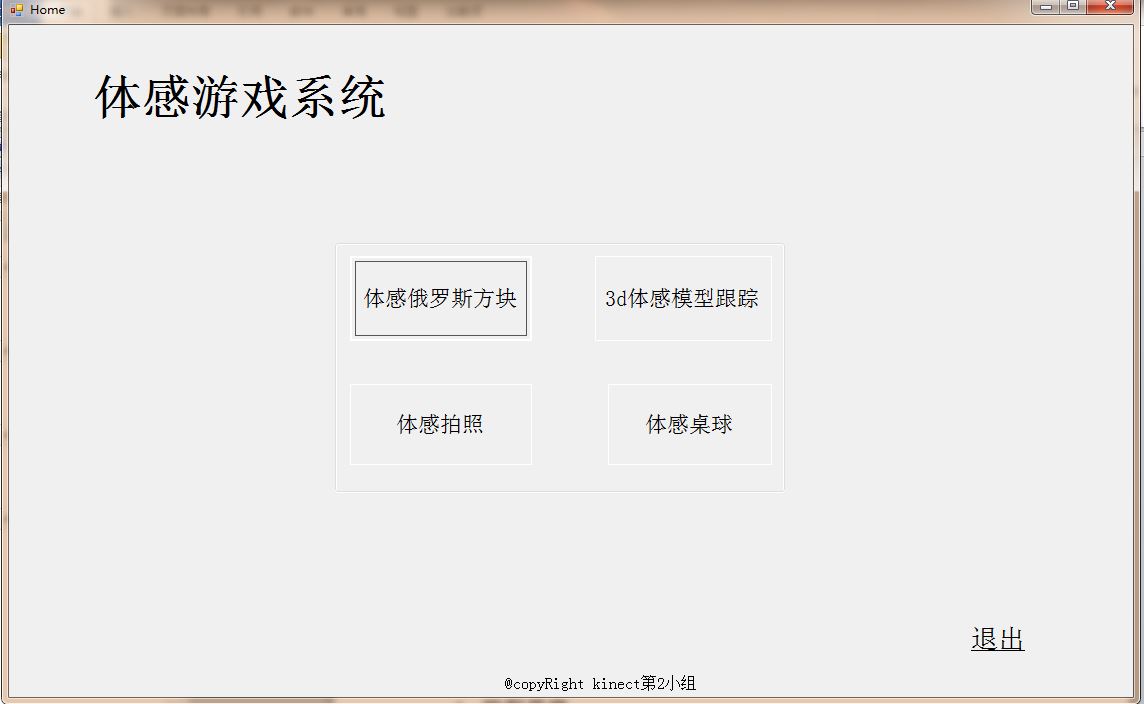 Home
体感游戏系统
体感俄罗斯方块
3d体感模型跟踪
体感拍照
体感桌球
退出
@copyRight kinect第2小组